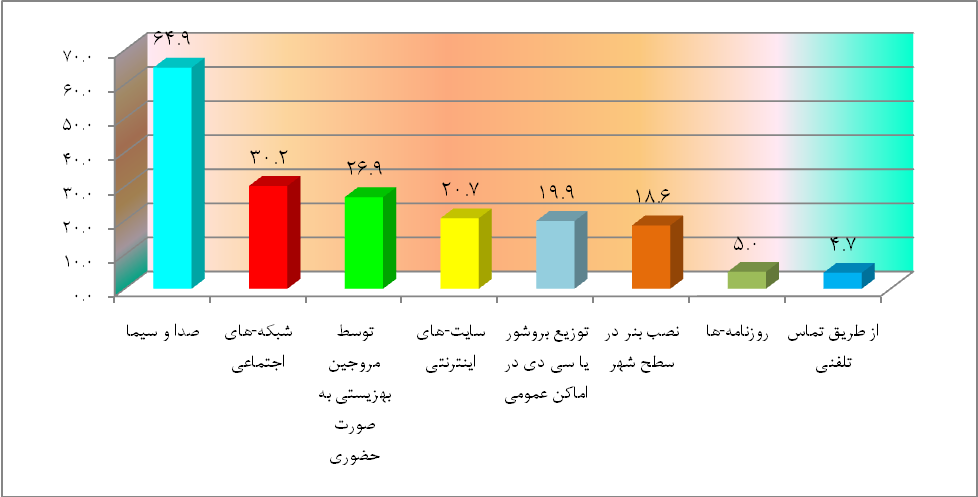 ۷۰.۰
۶۰.۰
۵۰.۰
۴۰.۰
۳۰.۰
۲۰.۰
۱۰.۰
۰.۰
۶۴.۹
۳۰.۲
۲۶.۹
۲۰.۷
۱۹.۹
۱۸.۶
۵.۰
۴.۷
صدا و سیما
شبکه-های
اجتماعی
توسط
مروجین
بهزیستی به
صورت
حضوری
سایت-های
اینترنتی
توزیع بروشور
یا سی دی در
اماکن عمومی
نصب بنر در
سطح شهر
روزنامه-ها
از طریق تماس
تلفنی